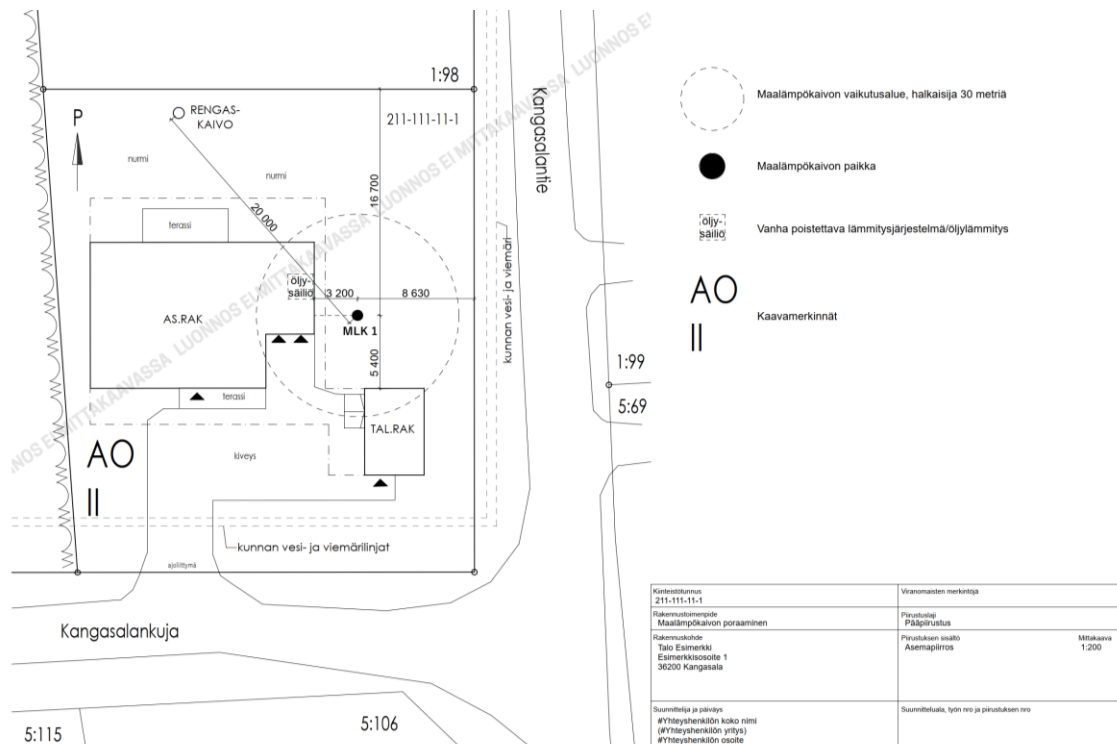 1:98
RENGAS-
KAIVO
P
211-111-11-1
nurmi
nurmi
Kangasalantie
LUONNOS EI MITTAKAAVASSA LUONNOS EI MITTAKAAVASSA LUONNOS EI
terassi
20 000
16 700
öljy-
säiliö
3 200
8 630
AS.RAK
MLK 1
kunnan vesi- ja viemäri
5 400
terassi
TAL.RAK
AO
II
kiveys
kunnan vesi- ja viemärilinjat
ajoliittymä
Kangasalankuja
1:99
5:69
5:115
5:106
Maalämpökaivon vaikutusalue, halkaisija 30 metriä
Maalämpökaivon paikka
öljy-
säiliö
Vanha poistettava lämmitysjärjestelmä/öljylämmitys
AO
II
Kaavamerkinnät
Kiinteistötunnus
211-111-11-1
Viranomaisten merkintöjä
Rakennustoimenpide
Maalämpökaivon poraaminen
Piirustuslaji
Pääpiirustus
Rakennuskohde
Talo Esimerkki
Esimerkkisosoite 1
36200 Kangasala
Piirustuksen sisältö
Asemapiirros
Mittakaava
1:200
Suunnittelija ja päiväys
#Yhteyshenkilön koko nimi
(#Yhteyshenkilön yritys)
#Yhteyshenkilön osoite
Suunnitteluala, työn nro ja piirustuksen nro